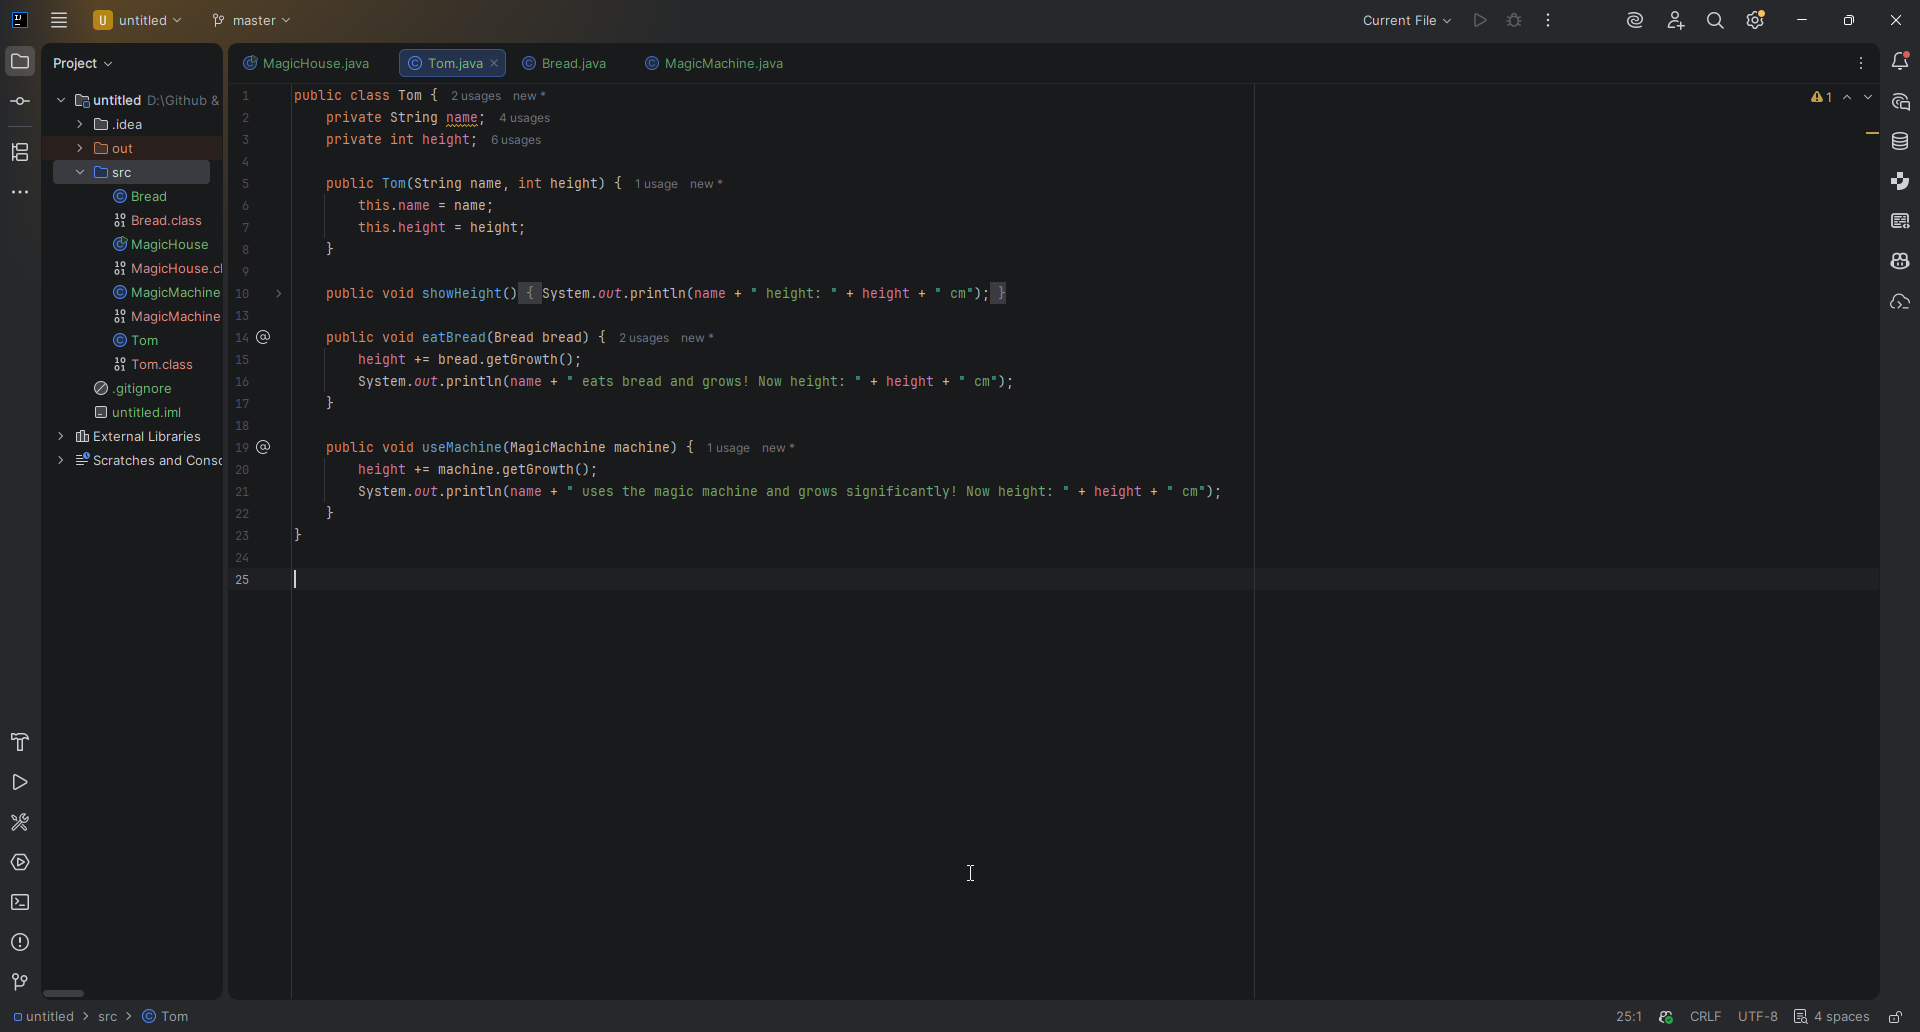 U untitled master Current File
Project
MagicHouse.java Tom.java Bread.java MagicMachine.java
untitled D:\Github &
.idea
out
src
Bread
Bread.class
MagicHouse
MagicHouse.cl
MagicMachine
MagicMachine
Tom
Tom.class
.gitignore
untitled.iml
External Libraries
Scratches and Conso
1 public class Tom { 2 usages new *
2 private String name; 4 usages
3 private int height; 6 usages
4
5 public Tom(String name, int height) { 1 usage new *
6 this.name = name;
7 this.height = height;
8 }
9
10 public void showHeight() { System.out.println(name + " height: " + height + " cm"); }
13
14 public void eatBread(Bread bread) { 2 usages new *
15 height += bread.getGrowth();
16 System.out.println(name + " eats bread and grows! Now height: " + height + " cm");
17 }
18
19 public void useMachine(MagicMachine machine) { 1 usage new *
20 height += machine.getGrowth();
21 System.out.println(name + " uses the magic machine and grows significantly! Now height: " + height + " cm");
22 }
23 }
24
25
1
untitled > src > Tom
25:1 CRLF UTF-8 4 spaces